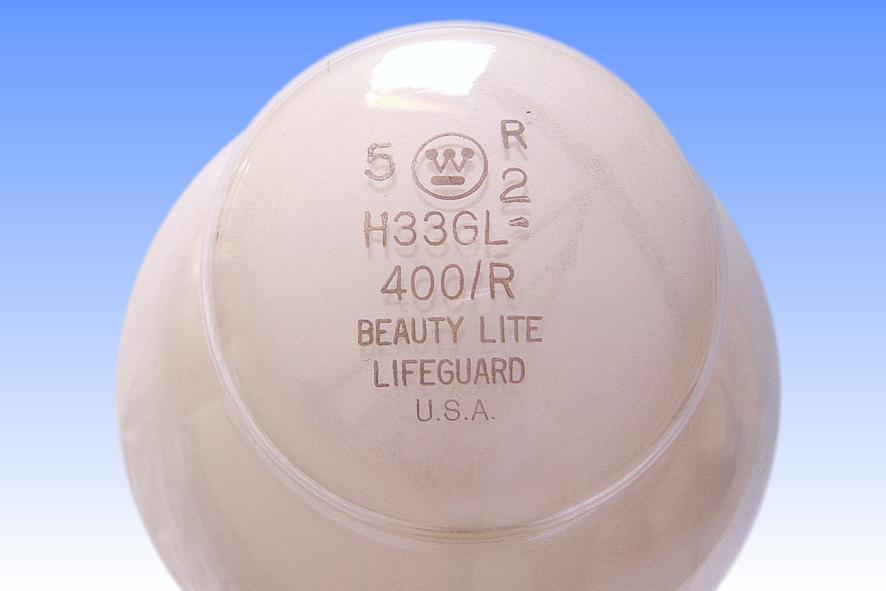 5 W R
2
H33GL-
400/R
BEAUTY LITE
LIFEGUARD
U.S.A.